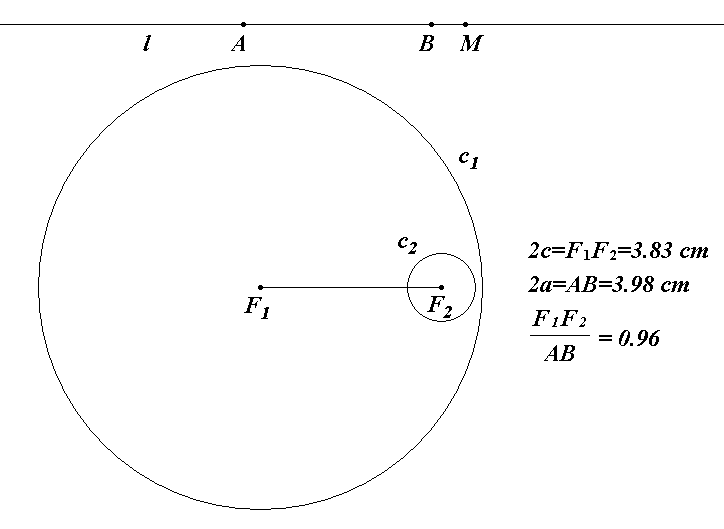 l A B M
c1
c2
F1 F2
2c=F1F2=3.83 cm
2a=AB=3.98 cm
F1F2
AB = 0.96